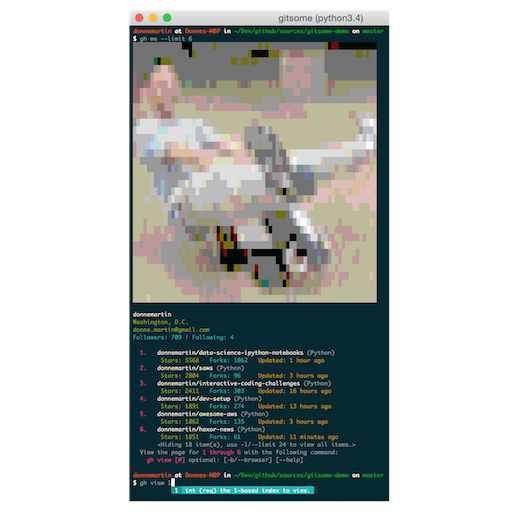 gitsome (python3.4)
donnemartin at Donnes-MBP in ~/Dev/github/sources/gitsome-demo on master
$ gh me --limit 6
donnemartin
Washington, D.C.
donne.martin@gmail.com
Followers: 709 | Following: 4
1. donnemartin/data-science-ipython-notebooks (Python)
Stars: 5568 Forks: 1062 Updated: 1 hour ago
2. donnemartin/saws (Python)
Stars: 2804 Forks: 96 Updated: 3 hours ago
3. donnemartin/interactive-coding-challenges (Python)
Stars: 2411 Forks: 303 Updated: 16 hours ago
4. donnemartin/dev-setup (Python)
Stars: 1891 Forks: 274 Updated: 13 hours ago
5. donnemartin/awesome-aws (Python)
Stars: 1862 Forks: 135 Updated: 3 hours ago
6. donnemartin/haxor-news (Python)
Stars: 1851 Forks: 61 Updated: 11 minutes ago
<Hiding 18 item(s), use -l/--limit 24 to view all items.>
View the page for 1 through 6 with the following command:
gh view [#] optional: [-b/--browser] [--help]
donnemartin at Donnes-MBP in ~/Dev/github/sources/gitsome-demo on master
$ gh view 1
1 int (req) the 1-based index to view.